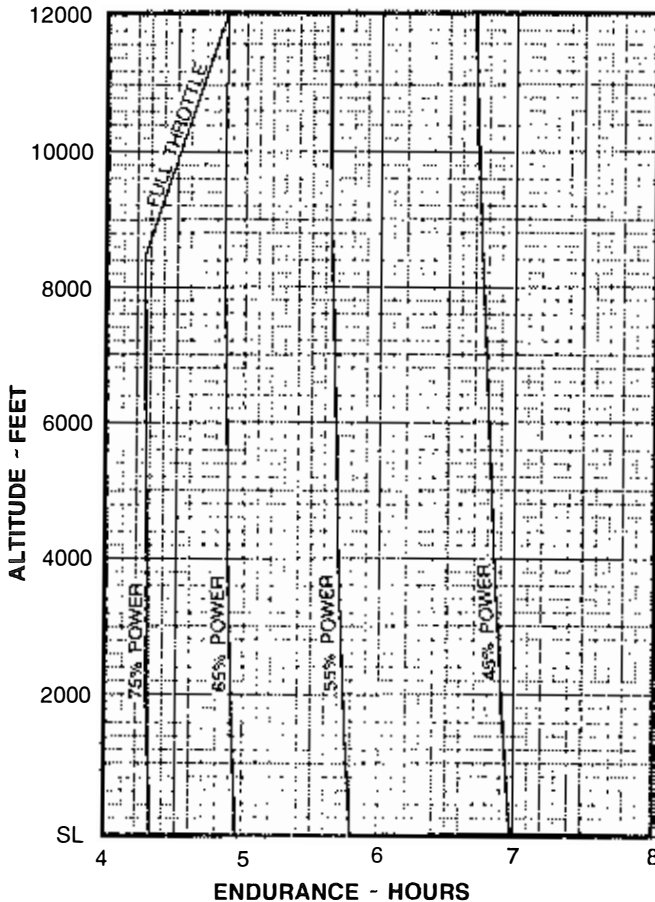 12000
10000
8000
6000
4000
2000
SL
ALTITUDE ~ FEET
FULL THROTTLE
75% POWER
65% POWER
55% POWER
45% POWER
4 5 6 7 8
ENDURANCE ~ HOURS